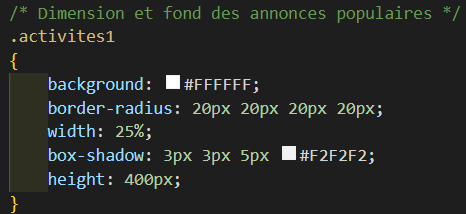 /* Dimension et fond des annonces populaires */
.activites1
{
background: #FFFFFF;
border-radius: 20px 20px 20px 20px;
width: 25%;
box-shadow: 3px 3px 5px #F2F2F2;
height: 400px;
}